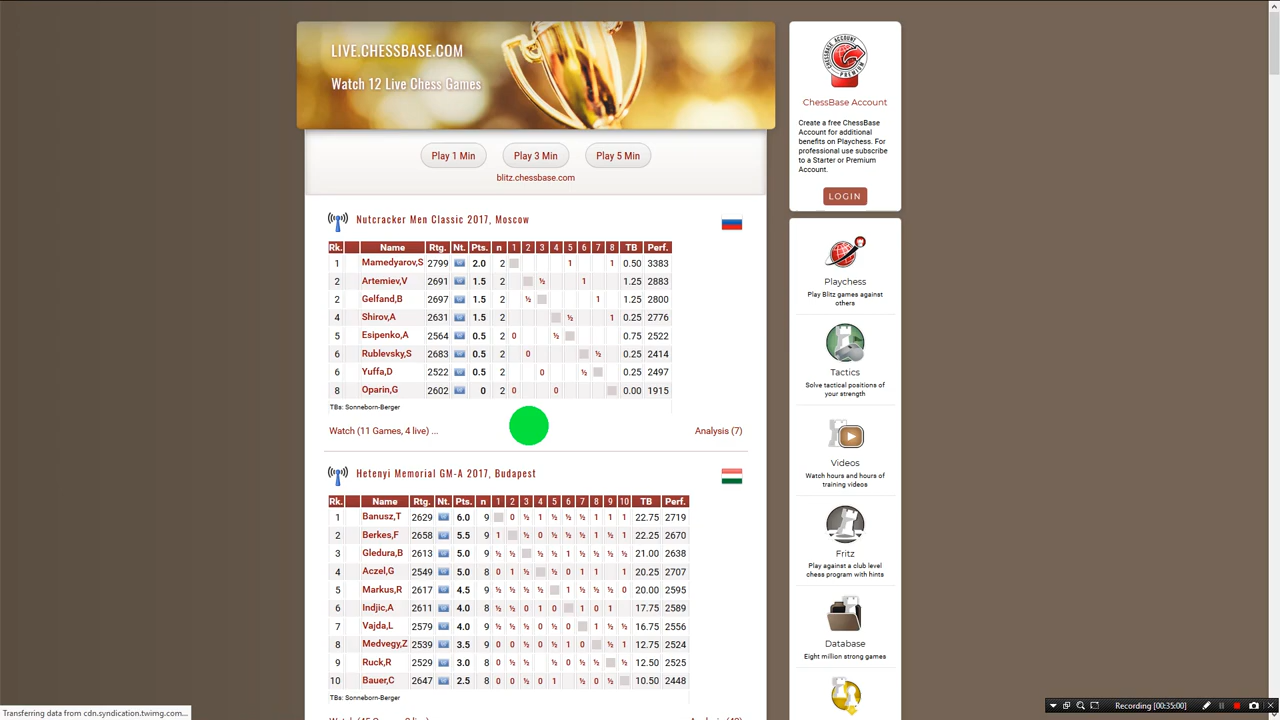 LIVE.CHESSBASE.COM
Watch 12 Live Chess Games
Play 1 Min Play 3 Min Play 5 Min
blitz.chessbase.com
Nutcracker Men Classic 2017, Moscow
Rk. Name Rtg. Nt. Pts. n 1 2 3 4 5 6 7 8 TB Perf.
1 Mamedyarov,S 2799 2.0 2 1 1 0.50 3383
2 Artemiev,V 2691 1.5 2 ½ 1 1.25 2883
2 Gelfand,B 2697 1.5 2 ½ 1 1.25 2800
4 Shirov,A 2631 1.5 2 ½ 1 0.25 2776
5 Esipenko,A 2564 0.5 2 0 ½ 0.75 2522
6 Rublevsky,S 2683 0.5 2 0 ½ 0.25 2414
6 Yuffa,D 2522 0.5 2 0 ½ 0.25 2497
8 Oparin,G 2602 0 2 0 0 0.00 1915
TBs: Sonneborn-Berger
Watch (11 Games, 4 live) ... Analysis (7)
Hetenyi Memorial GM-A 2017, Budapest
Rk. Name Rtg. Nt. Pts. n 1 2 3 4 5 6 7 8 9 10 TB Perf.
1 Banusz,T 2629 6.0 9 0 ½ 1 ½ ½ ½ 1 1 1 22.75 2719
2 Berkes,F 2658 5.5 9 1 ½ 0 ½ ½ ½ 1 ½ 1 22.25 2670
3 Gledura,B 2613 5.0 9 ½ ½ ½ ½ 1 ½ ½ ½ ½ 21.00 2638
4 Aczel,G 2549 5.0 8 0 1 ½ ½ 0 1 1 1 20.25 2707
5 Markus,R 2617 4.5 9 ½ ½ ½ ½ 1 ½ ½ ½ 0 20.00 2595
6 Indjic,A 2611 4.0 8 ½ ½ 0 1 0 1 0 1 17.75 2589
7 Vajda,L 2579 4.0 9 ½ ½ ½ 0 ½ 0 1 ½ ½ 16.75 2556
8 Medvegy,Z 2539 3.5 9 0 0 ½ 0 ½ 1 0 ½ 1 12.75 2524
9 Ruck,R 2529 3.0 8 0 ½ ½ ½ 0 ½ ½ ½ 12.50 2525
10 Bauer,C 2647 2.5 8 0 0 ½ 0 1 ½ 0 ½ 10.50 2448
TBs: Sonneborn-Berger
CHESSBASE ACCOUNT
PREMIUM
ChessBase Account
Create a free ChessBase
Account for additional
benefits on Playchess. For
professional use subscribe
to a Starter or Premium
Account.
LOGIN
Playchess
Play Blitz games against
others
Tactics
Solve tactical positions of
your strength
Videos
Watch hours and hours of
training videos
Fritz
Play against a club level
chess program with hints
Database
Eight million strong games
Transferring data from cdn.syndication.twimg.com...
Recording [00:35:00]